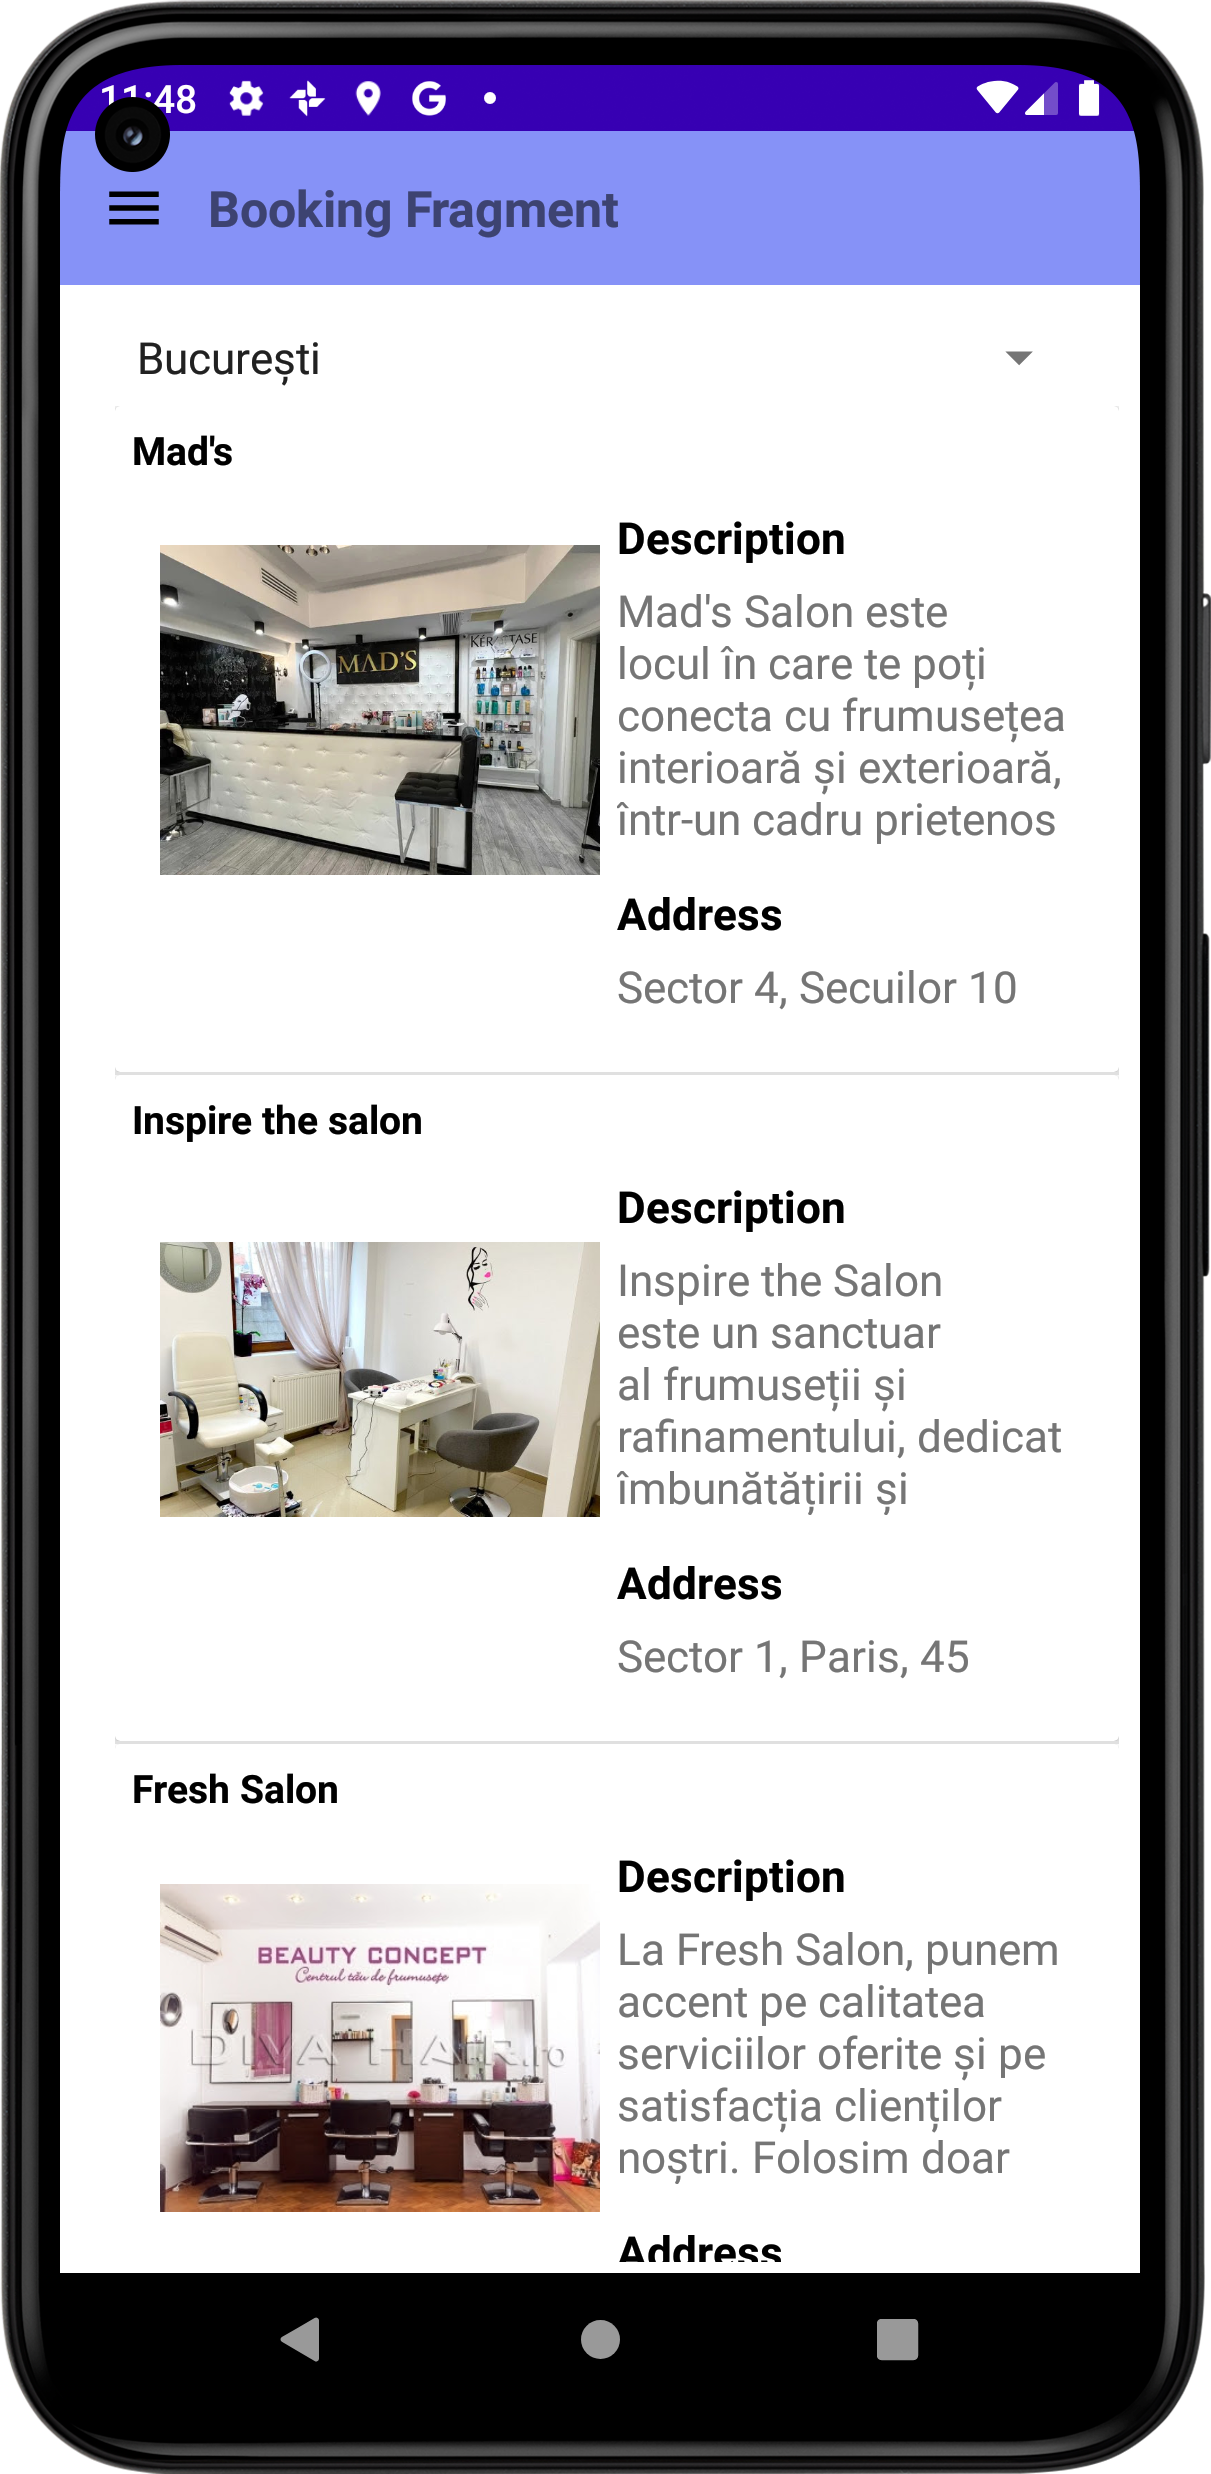 11:48
Booking Fragment
București
Mad's
MAD'S
KÉRASTASE
Description
Mad's Salon este
locul în care te poți
conecta cu frumusețea
interioară și exterioară,
într-un cadru prietenos
Address
Sector 4, Secuilor 10
Inspire the salon
Description
Inspire the Salon
este un sanctuar
al frumuseții și
rafinamentului, dedicat
îmbunătățirii și
Address
Sector 1, Paris, 45
Fresh Salon
BEAUTY CONCEPT
Centrul tău de frumusețe
DIVA HAIR.ro
Description
La Fresh Salon, punem
accent pe calitatea
serviciilor oferite și pe
satisfacția clienților
noștri. Folosim doar
Address